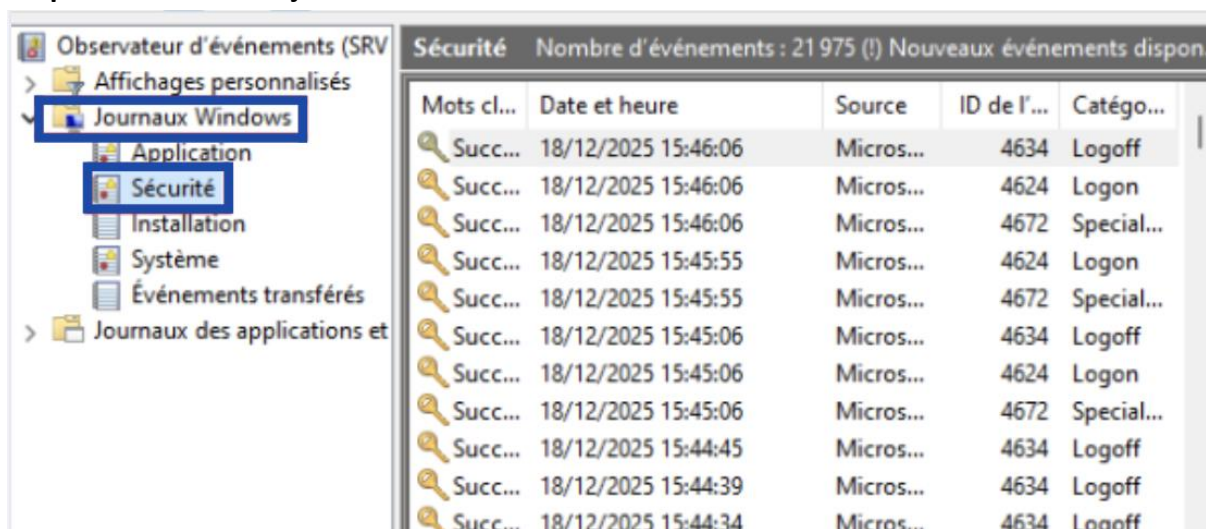 Observateur d'événements (SRV
Affichages personnalisés
Journaux Windows
Application
Sécurité
Installation
Système
Événements transférés
Journaux des applications et
Sécurité Nombre d'événements : 21 975 (!) Nouveaux événements dispon.
Mots cl... Date et heure Source ID de l'... Catégo...
Succ... 18/12/2025 15:46:06 Micros... 4634 Logoff
Succ... 18/12/2025 15:46:06 Micros... 4624 Logon
Succ... 18/12/2025 15:46:06 Micros... 4672 Special...
Succ... 18/12/2025 15:45:55 Micros... 4624 Logon
Succ... 18/12/2025 15:45:55 Micros... 4672 Special...
Succ... 18/12/2025 15:45:06 Micros... 4634 Logoff
Succ... 18/12/2025 15:45:06 Micros... 4624 Logon
Succ... 18/12/2025 15:45:06 Micros... 4672 Special...
Succ... 18/12/2025 15:44:45 Micros... 4634 Logoff
Succ... 18/12/2025 15:44:39 Micros... 4634 Logoff
Succ... 18/12/2025 15:44:34 Micros... 4634 Logoff